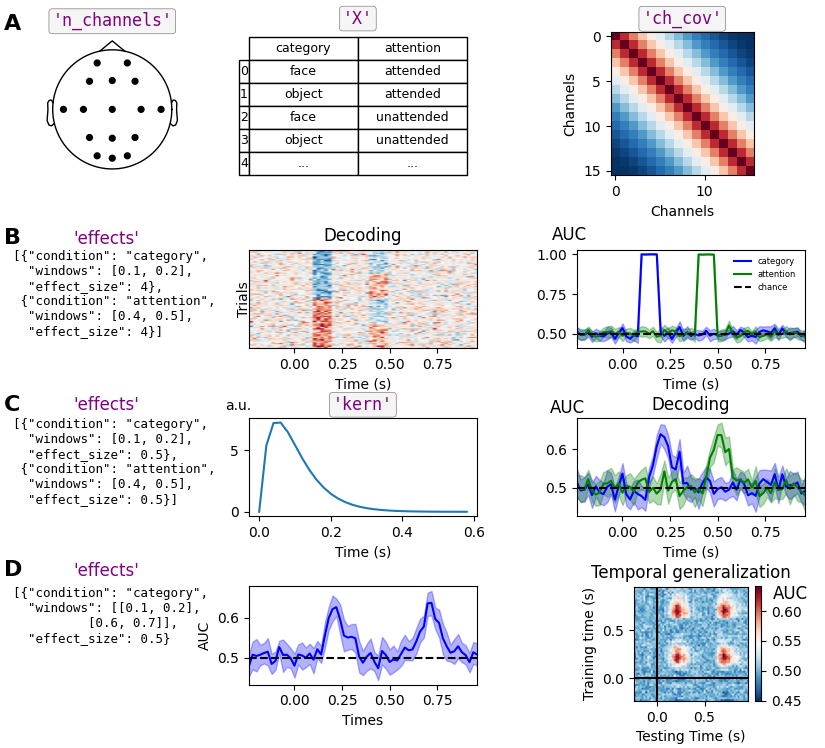 A
'n_channels'
'X'
category attention
0 face attended
1 object attended
2 face unattended
3 object unattended
4 ... ...
'ch_cov'
Channels
0
5
10
15
0 10
Channels
B
'effects'
[{"condition": "category",
"windows": [0.1, 0.2],
"effect_size": 4},
{"condition": "attention",
"windows": [0.4, 0.5],
"effect_size": 4}]
Decoding
Trials
0.00 0.25 0.50 0.75
Time (s)
AUC
1.00
0.75
0.50
category
attention
chance
0.00 0.25 0.50 0.75
Time (s)
C
'effects'
[{"condition": "category",
"windows": [0.1, 0.2],
"effect_size": 0.5},
{"condition": "attention",
"windows": [0.4, 0.5],
"effect_size": 0.5}]
a.u.
'kern'
5
0
0.0 0.2 0.4 0.6
Time (s)
AUC
Decoding
0.6
0.5
0.00 0.25 0.50 0.75
Time (s)
D
'effects'
[{"condition": "category",
"windows": [[0.1, 0.2],
[0.6, 0.7]],
"effect_size": 0.5}
AUC
0.6
0.5
0.00 0.25 0.50 0.75
Times
Temporal generalization
Training time (s)
0.5
0.0
0.0 0.5
Testing Time (s)
AUC
0.60
0.55
0.50
0.45